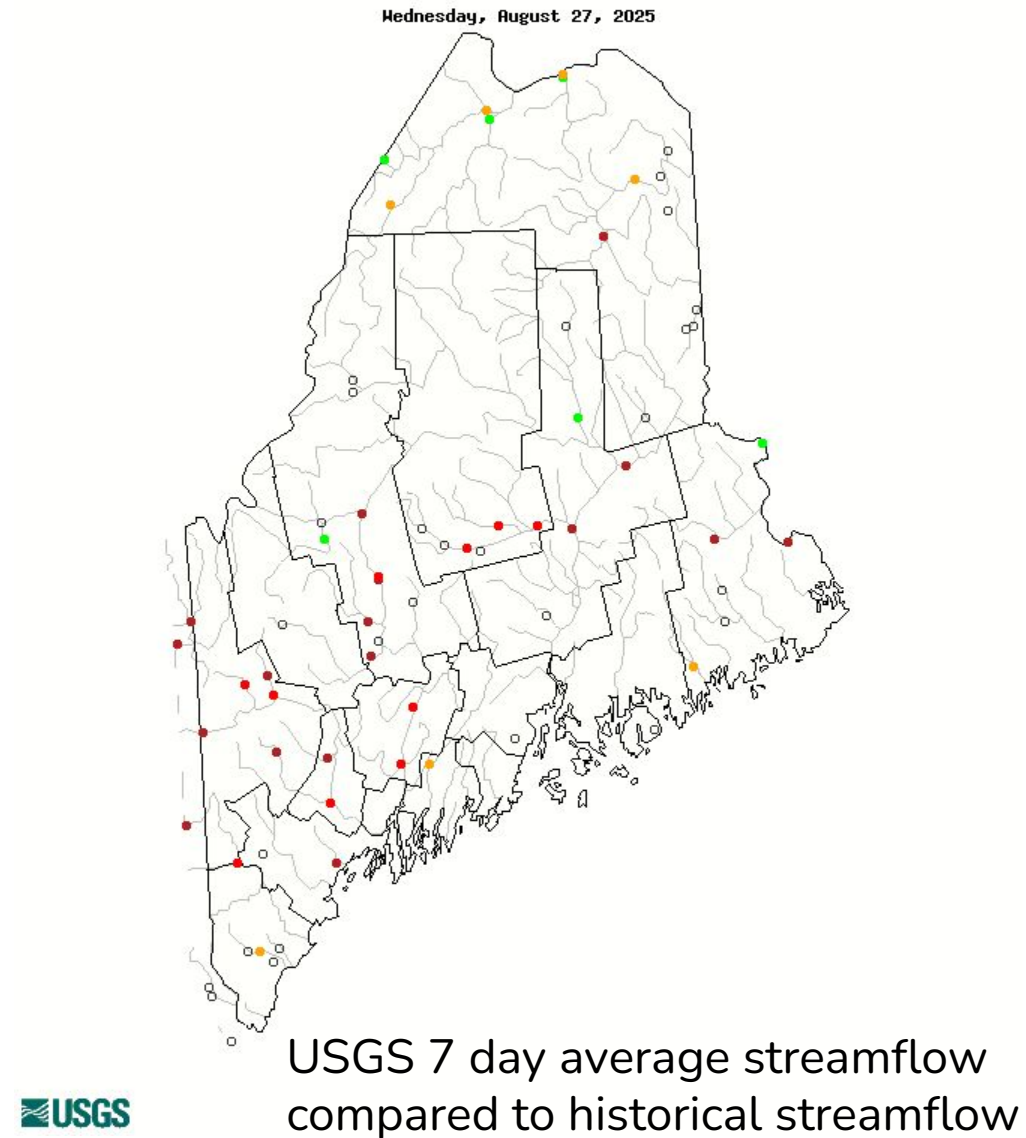 Wednesday, August 27, 2025
USGS 7 day average streamflow
compared to historical streamflow
USGS